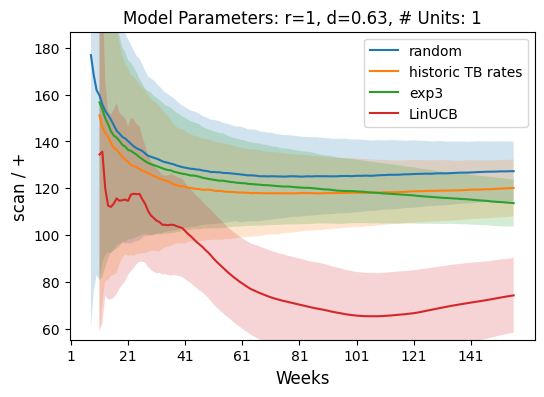 Model Parameters: r=1, d=0.63, # Units: 1
random
historic TB rates
exp3
LinUCB
scan / +
180
160
140
120
100
80
60
1 21 41 61 81 101 121 141
Weeks